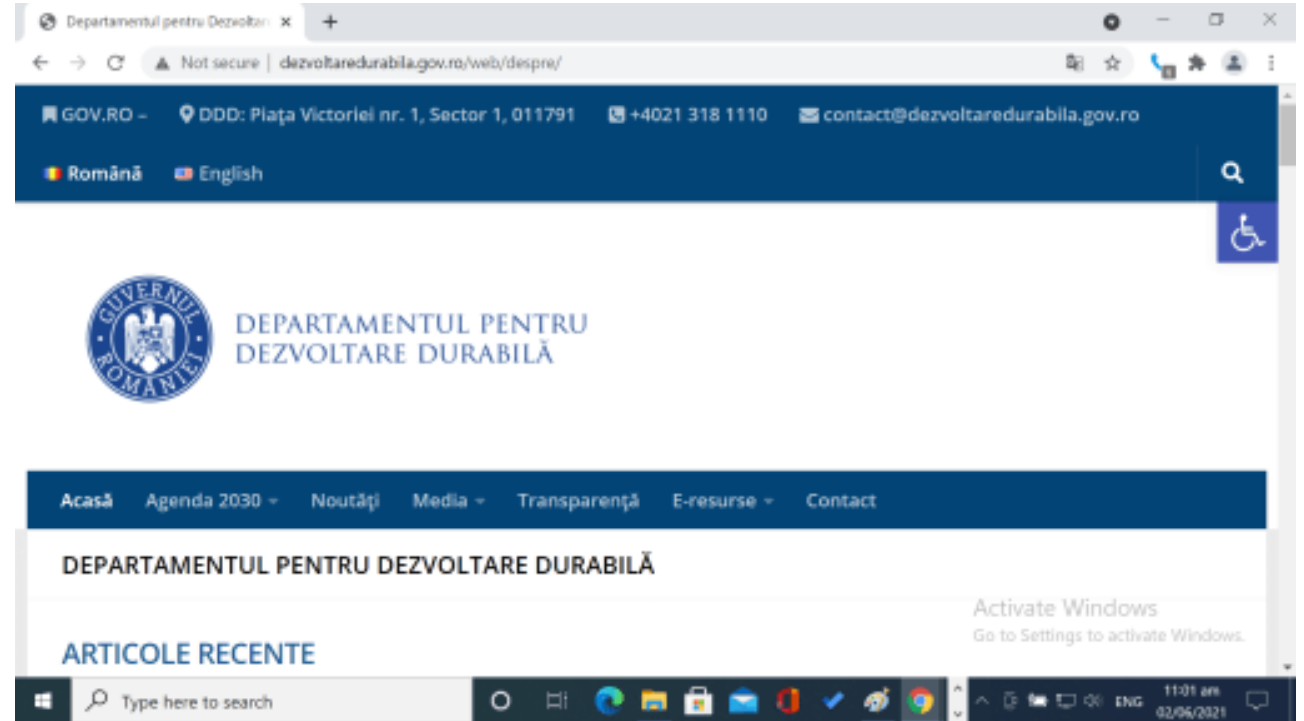 Departamentul pentru Dezvoltar
Not secure | dezvoltaredurabila.gov.ro/web/despre/
GOV.RO – DDD: Piaţa Victoriei nr. 1, Sector 1, 011791 +4021 318 1110 contact@dezvoltaredurabila.gov.ro
Română English
GUVERNUL ROMÂNIEI
DEPARTAMENTUL PENTRU
DEZVOLTARE DURABILĂ
Acasă Agenda 2030 Noutăți Media Transparență E-resurse Contact
DEPARTAMENTUL PENTRU DEZVOLTARE DURABILĂ
Activate Windows
Go to Settings to activate Windows.
ARTICOLE RECENTE
Type here to search
ENG
11:01 am
02/06/2021